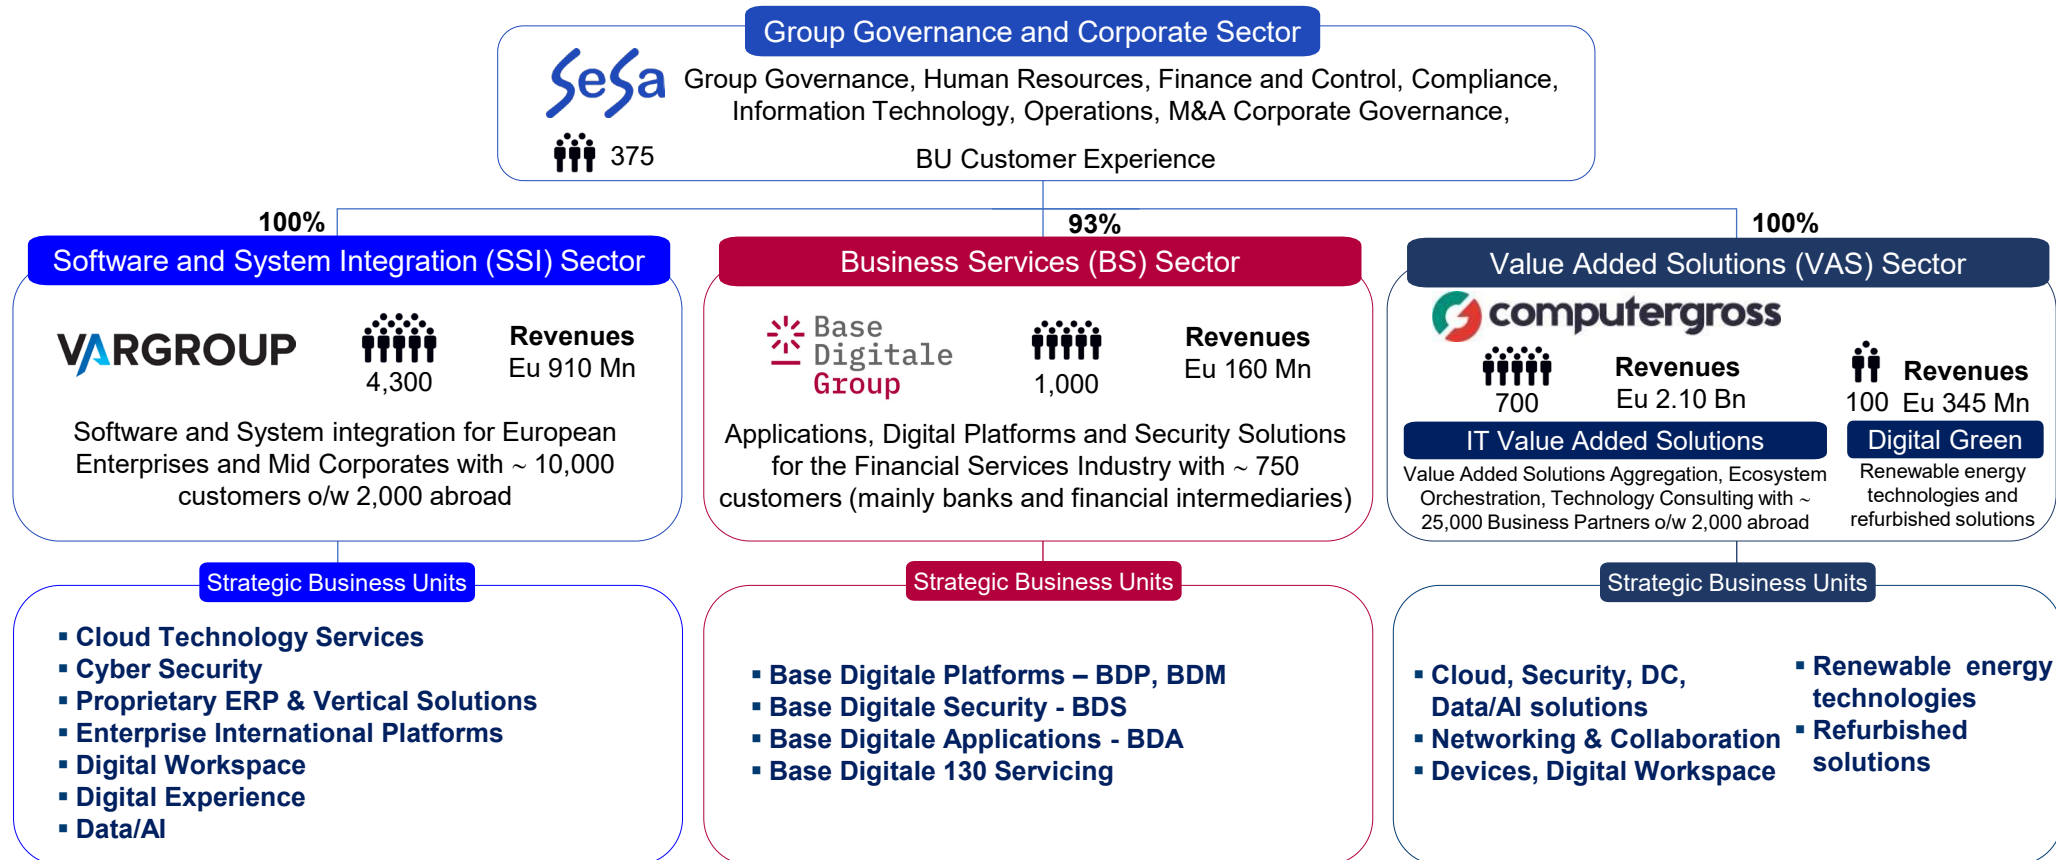 Group Governance and Corporate Sector
SeSa
Group Governance, Human Resources, Finance and Control, Compliance,
Information Technology, Operations, M&A Corporate Governance,
375
BU Customer Experience
100%
93%
100%
Software and System Integration (SSI) Sector
VARGROUP
4,300
Revenues
Eu 910 Mn
Software and System integration for European
Enterprises and Mid Corporates with ~ 10,000
customers o/w 2,000 abroad
Business Services (BS) Sector
Base
Digitale
Group
1,000
Revenues
Eu 160 Mn
Applications, Digital Platforms and Security Solutions
for the Financial Services Industry with ~ 750
customers (mainly banks and financial intermediaries)
Value Added Solutions (VAS) Sector
computergross
700
Revenues
Eu 2.10 Bn
100
Revenues
Eu 345 Mn
IT Value Added Solutions
Value Added Solutions Aggregation, Ecosystem
Orchestration, Technology Consulting with ~
25,000 Business Partners o/w 2,000 abroad
Digital Green
Renewable energy
technologies and
refurbished solutions
Strategic Business Units
▪ Cloud Technology Services
▪ Cyber Security
▪ Proprietary ERP & Vertical Solutions
▪ Enterprise International Platforms
▪ Digital Workspace
▪ Digital Experience
▪ Data/AI
Strategic Business Units
▪ Base Digitale Platforms – BDP, BDM
▪ Base Digitale Security - BDS
▪ Base Digitale Applications - BDA
▪ Base Digitale 130 Servicing
Strategic Business Units
▪ Cloud, Security, DC,
Data/AI solutions
▪ Networking & Collaboration
▪ Devices, Digital Workspace
▪ Renewable energy
technologies
▪ Refurbished
solutions